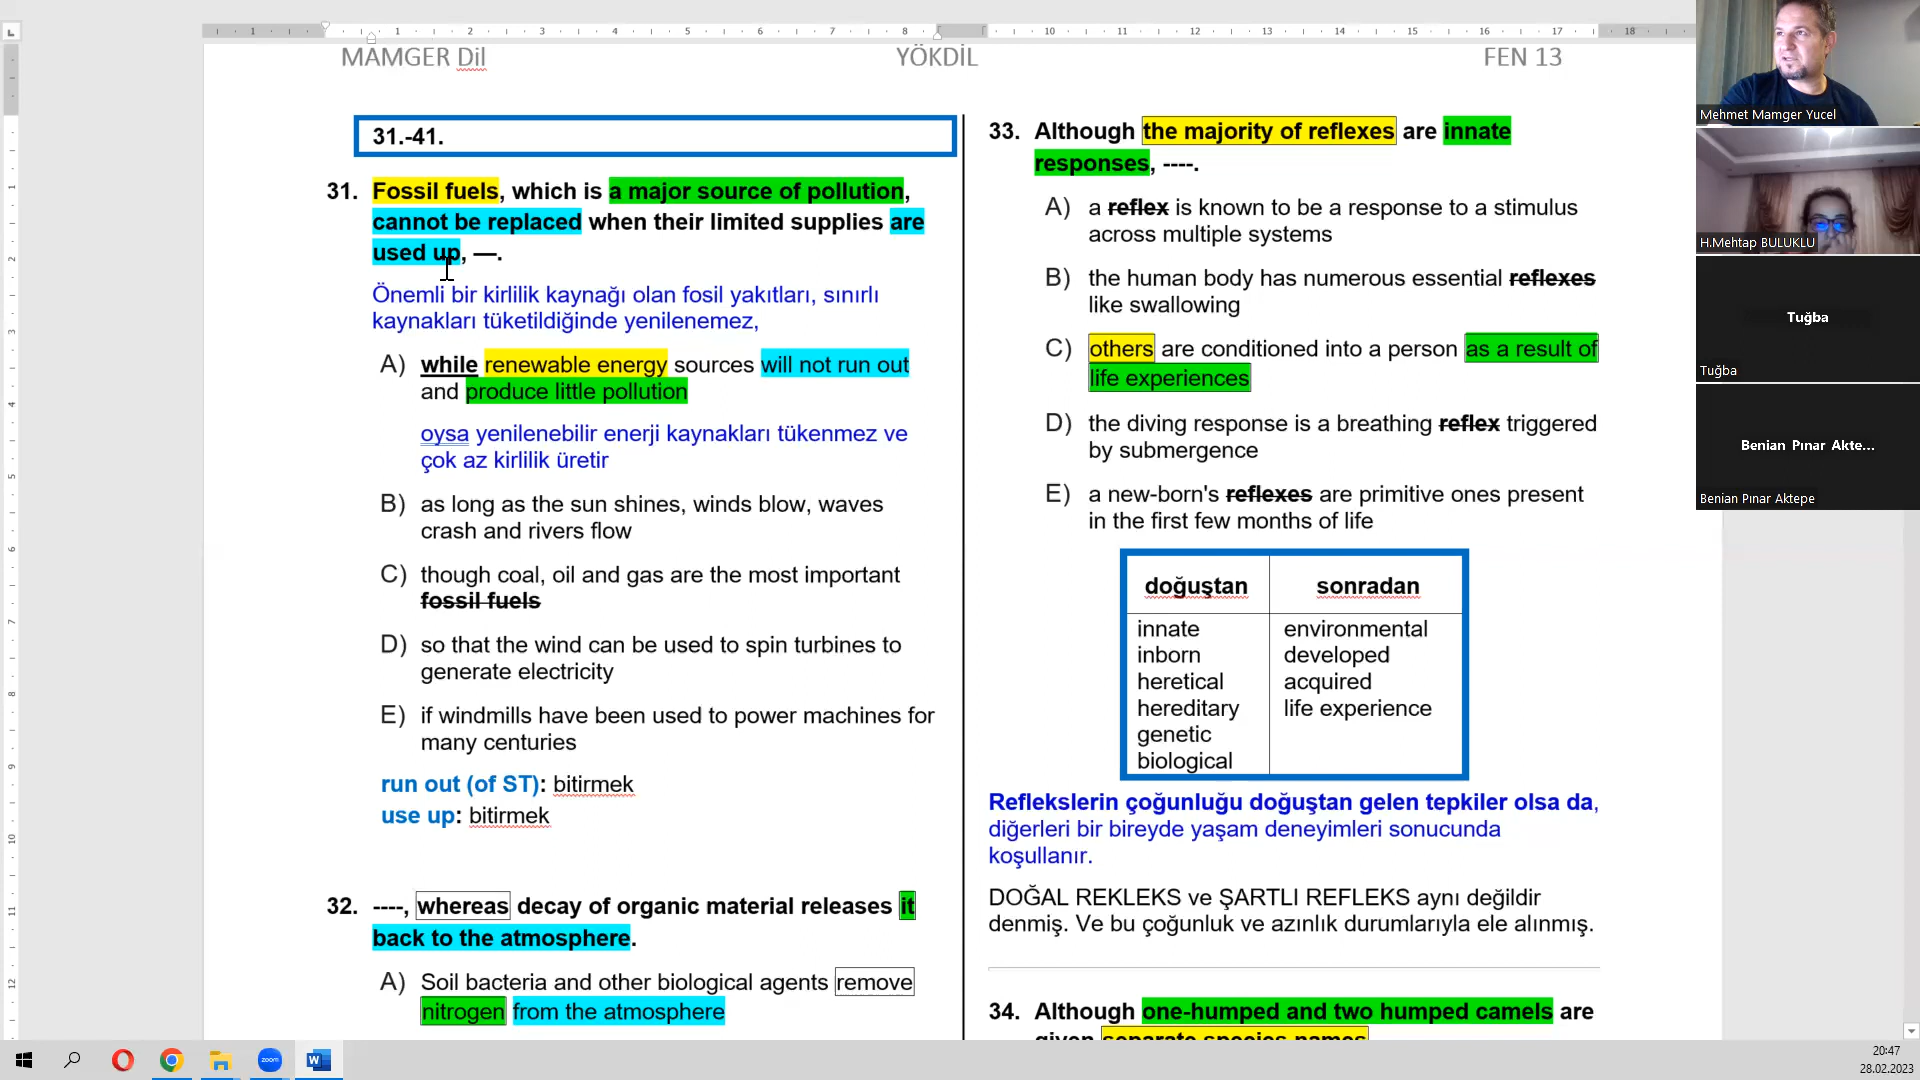 MAMGER Dil YÖKDİL FEN 13
31.-41.
31. Fossil fuels, which is a major source of pollution,
cannot be replaced when their limited supplies are
used up, —.
Önemli bir kirlilik kaynağı olan fosil yakıtları, sınırlı
kaynakları tüketildiğinde yenilenemez,
A) while renewable energy sources will not run out
and produce little pollution
oysa yenilenebilir enerji kaynakları tükenmez ve
çok az kirlilik üretir
B) as long as the sun shines, winds blow, waves
crash and rivers flow
C) though coal, oil and gas are the most important
fossil fuels
D) so that the wind can be used to spin turbines to
generate electricity
E) if windmills have been used to power machines for
many centuries
run out (of ST): bitirmek
use up: bitirmek
32. ----, whereas decay of organic material releases it
back to the atmosphere.
A) Soil bacteria and other biological agents remove
nitrogen from the atmosphere
33. Although the majority of reflexes are innate
responses, ----.
A) a reflex is known to be a response to a stimulus
across multiple systems
B) the human body has numerous essential reflexes
like swallowing
C) others are conditioned into a person as a result of
life experiences
D) the diving response is a breathing reflex triggered
by submergence
E) a new-born's reflexes are primitive ones present
in the first few months of life
doğuştan sonradan
innate environmental
inborn developed
heretical acquired
hereditary life experience
genetic
biological
Reflekslerin çoğunluğu doğuştan gelen tepkiler olsa da,
diğerleri bir bireyde yaşam deneyimleri sonucunda
koşullanır.
DOĞAL REKLEKS ve ŞARTLI REFLEKS aynı değildir
denmiş. Ve bu çoğunluk ve azınlık durumlarıyla ele alınmış.
34. Although one-humped and two humped camels are
given separate species names
Mehmet Mamger Yucel
H.Mehtap BULUKLU
Tuğba
Tuğba
Benian Pınar Akte...
Benian Pınar Aktepe
zoom
20:47
28.02.2023